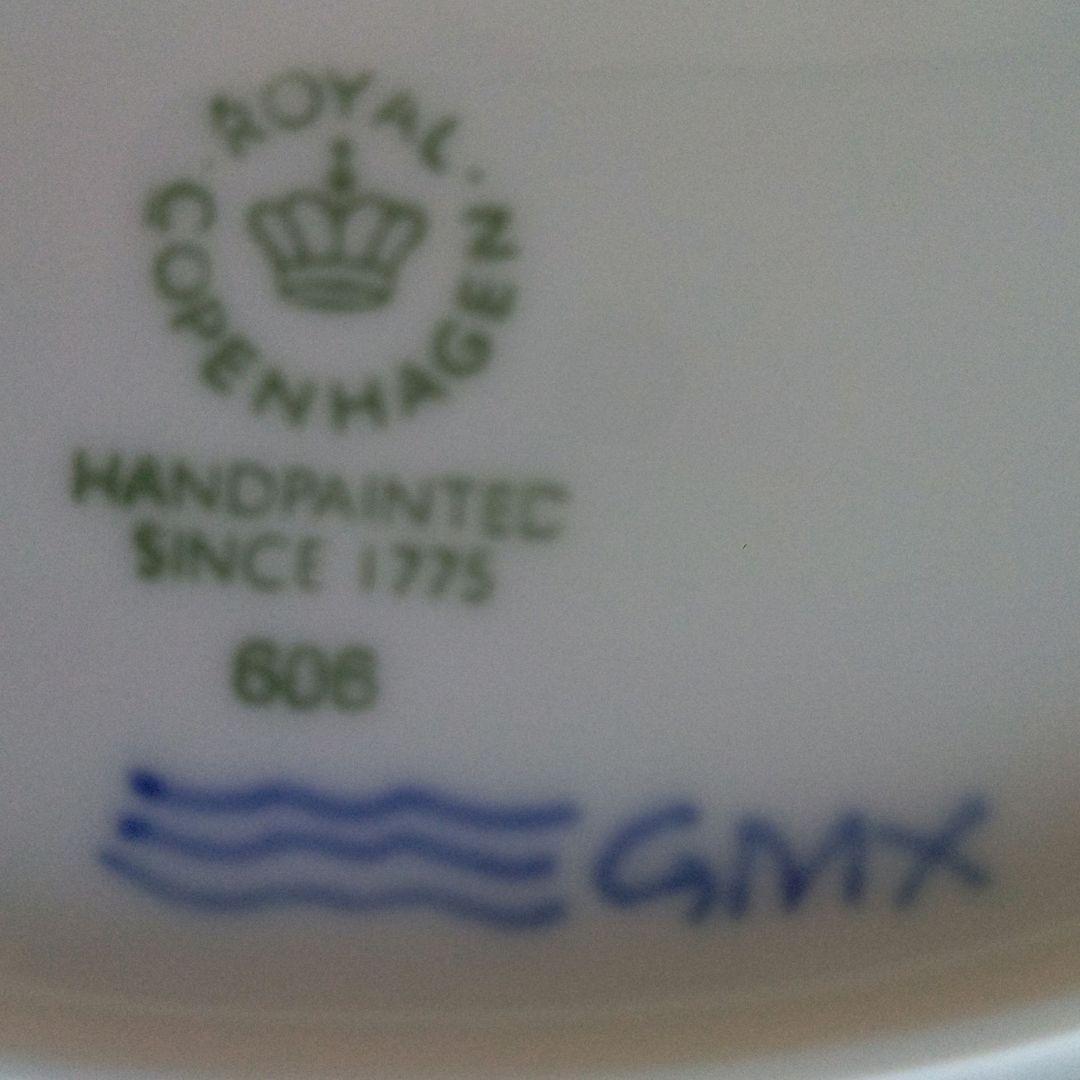 ROYAL
COPENHAGEN
HANDPAINTED
SINCE 1775
606
GMX